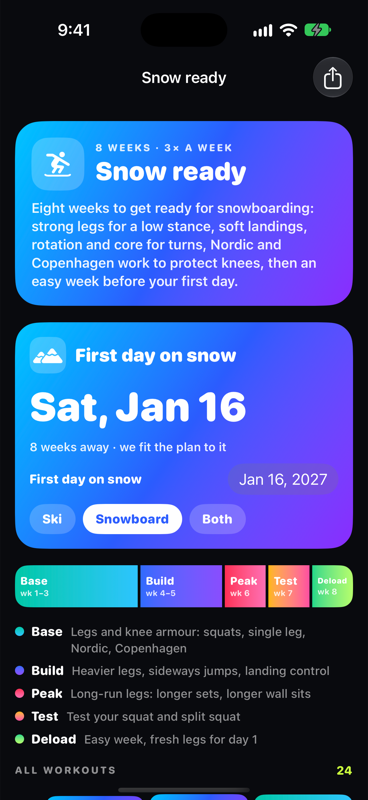 9:41
Snow ready
8 WEEKS · 3× A WEEK
Snow ready
Eight weeks to get ready for snowboarding:
strong legs for a low stance, soft landings,
rotation and core for turns, Nordic and
Copenhagen work to protect knees, then an
easy week before your first day.
First day on snow
Sat, Jan 16
8 weeks away · we fit the plan to it
First day on snow
Jan 16, 2027
Ski
Snowboard
Both
Base
wk 1–3
Build
wk 4–5
Peak
wk 6
Test
wk 7
Deload
wk 8
Base Legs and knee armour: squats, single leg,
Nordic, Copenhagen
Build Heavier legs, sideways jumps, landing control
Peak Long-run legs: longer sets, longer wall sits
Test Test your squat and split squat
Deload Easy week, fresh legs for day 1
ALL WORKOUTS
24